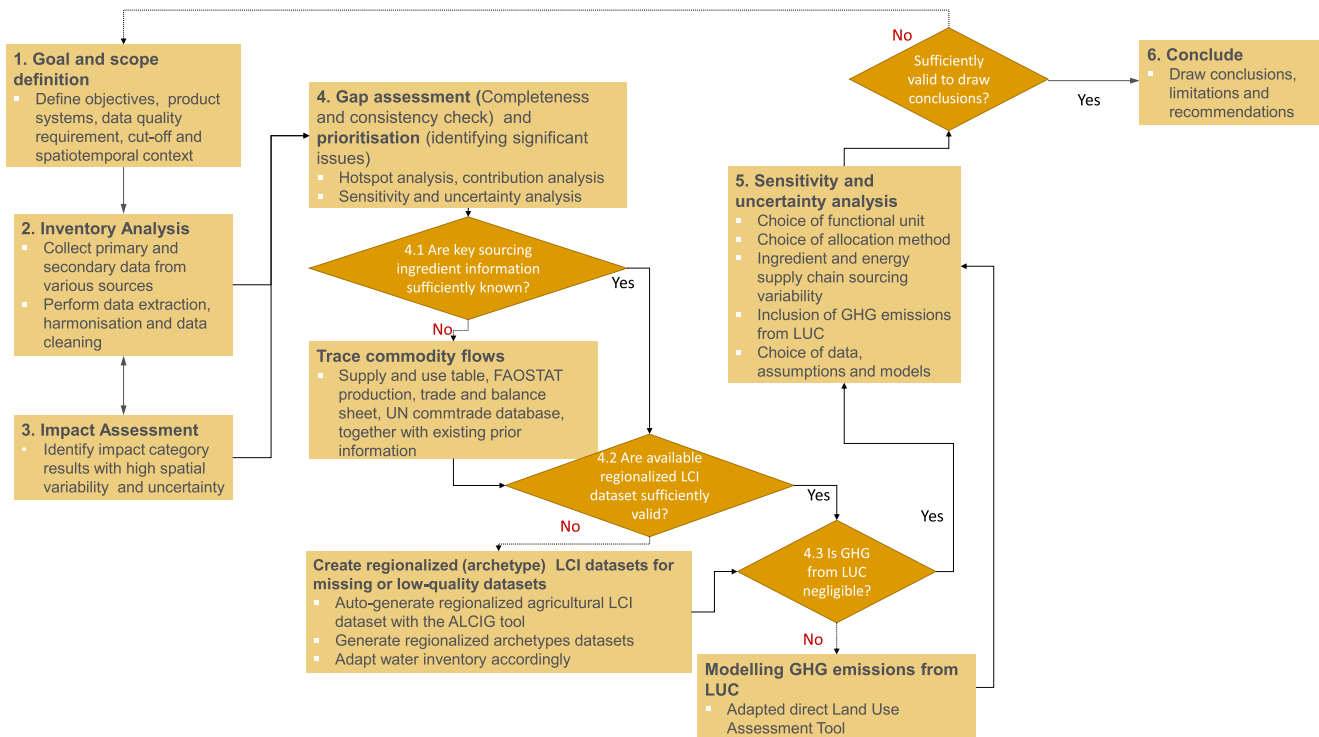 1. Goal and scope
definition
Define objectives, product
systems, data quality
requirement, cut-off and
spatiotemporal context
2. Inventory Analysis
Collect primary and
secondary data from
various sources
Perform data extraction,
harmonisation and data
cleaning
3. Impact Assessment
Identify impact category
results with high spatial
variability and uncertainty
4. Gap assessment (Completeness
and consistency check) and
prioritisation (identifying significant
issues)
Hotspot analysis, contribution analysis
Sensitivity and uncertainty analysis
4.1 Are key sourcing
ingredient information
sufficiently known?
Yes
No
Trace commodity flows
Supply and use table, FAOSTAT
production, trade and balance
sheet, UN commtrade database,
together with existing prior
information
4.2 Are available
regionalized LCI
dataset sufficiently
valid?
Yes
No
Create regionalized (archetype) LCI datasets for
missing or low-quality datasets
Auto-generate regionalized agricultural LCI
dataset with the ALCIG tool
Generate regionalized archetypes datasets
Adapt water inventory accordingly
4.3 Is GHG
from LUC
negligible?
Yes
No
Modelling GHG emissions from
LUC
Adapted direct Land Use
Assessment Tool
5. Sensitivity and
uncertainty analysis
Choice of functional unit
Choice of allocation method
Ingredient and energy
supply chain sourcing
variability
Inclusion of GHG emissions
from LUC
Choice of data,
assumptions and models
Sufficiently
valid to draw
conclusions?
No
Yes
6. Conclude
Draw conclusions,
limitations and
recommendations